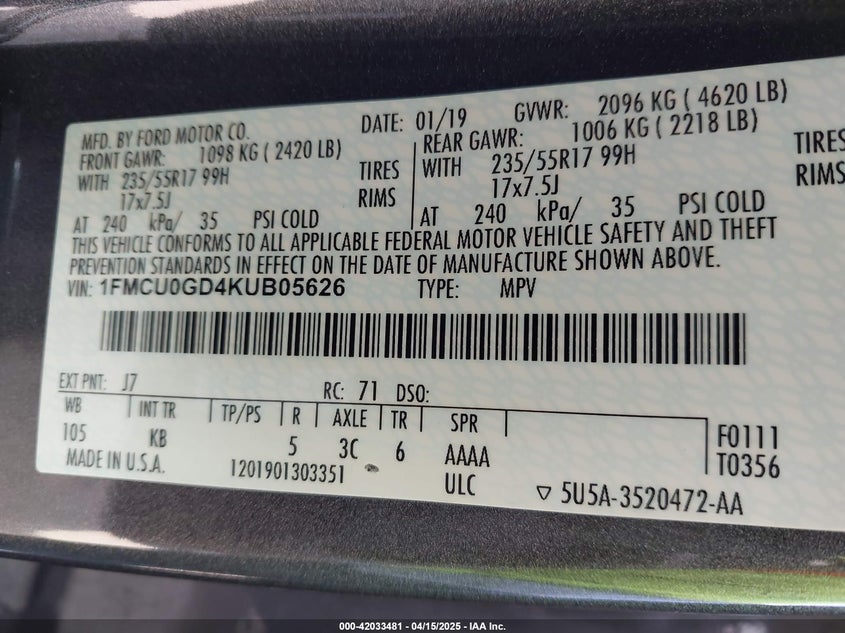 MFD. BY FORD MOTOR CO.
DATE: 01/19 GVWR: 2096 KG ( 4620 LB)
FRONT GAWR: 1098 KG ( 2420 LB) REAR GAWR: 1006 KG ( 2218 LB)
WITH 235/55R17 99H TIRES WITH 235/55R17 99H TIRES
17x7.5J RIMS 17x7.5J RIMS
AT 240 kPa/ 35 PSI COLD AT 240 kPa/ 35 PSI COLD
THIS VEHICLE CONFORMS TO ALL APPLICABLE FEDERAL MOTOR VEHICLE SAFETY AND THEFT
PREVENTION STANDARDS IN EFFECT ON THE DATE OF MANUFACTURE SHOWN ABOVE.
VIN: 1FMCU0GD4KUB05626 TYPE: MPV
EXT PNT: J7 RC: 71 DSO:
WB INT TR TP/PS R AXLE TR SPR
105 KB 5 3C 6 AAAA F0111
MADE IN U.S.A. 1201901303351 ULC T0356
▽ 5U5A-3520472-AA
000-42033481 - 04/15/2025 - IAA Inc.